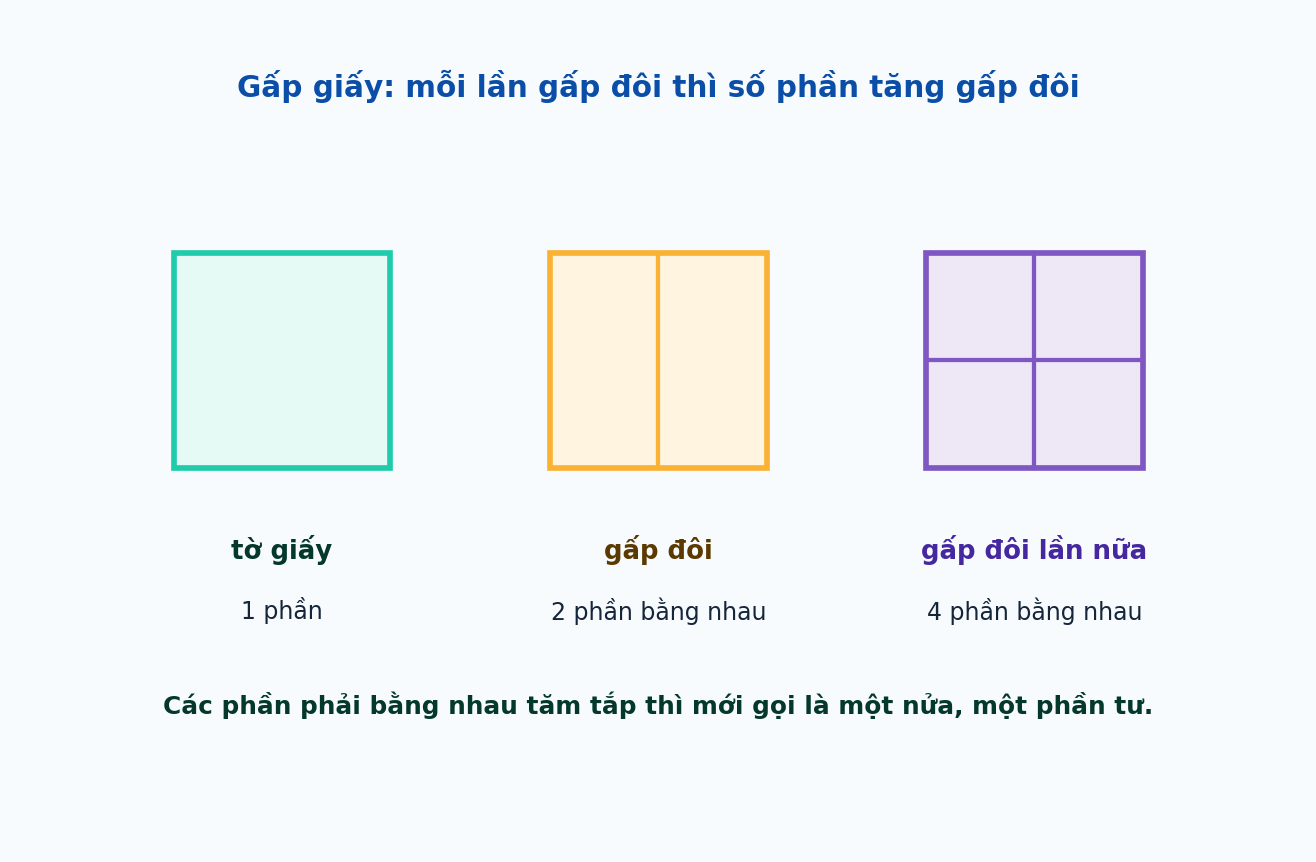 Gấp giấy: mỗi lần gấp đôi thì số phần tăng gấp đôi
tờ giấy
gấp đôi
gấp đôi lần nữa
1 phần
2 phần bằng nhau
4 phần bằng nhau
Các phần phải bằng nhau tăm tắp thì mới gọi là một nửa, một phần tư.